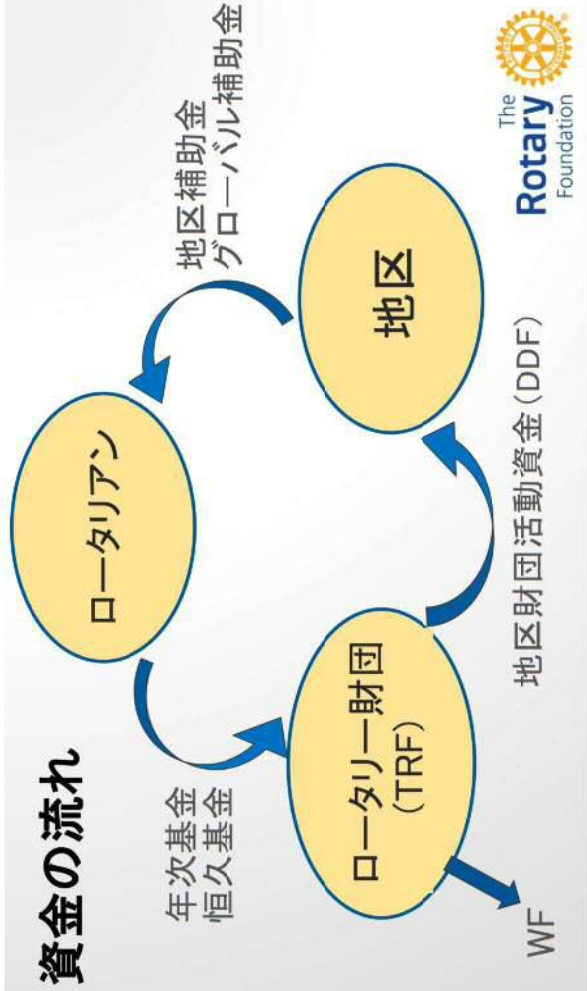 資金の流れ
ロータリアン
年次基金
恒久基金
地区補助金
グローバル補助金
ロータリー財団
(TRF)
地区
WF
地区財団活動資金(DDF)
The
Rotary
Foundation